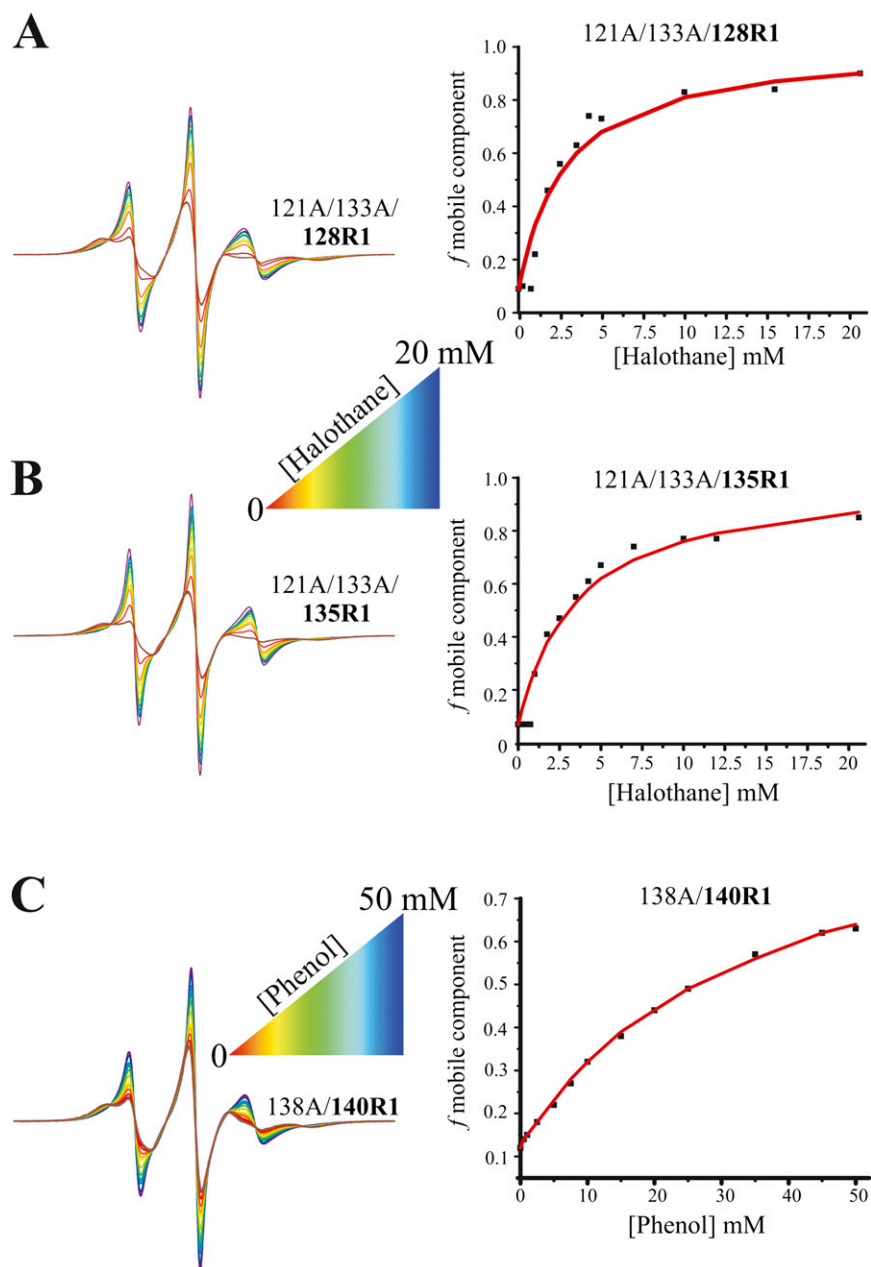 A
121A/133A/
128R1
121A/133A/128R1
1.0
0.8
0.6
0.4
0.2
0.1
0
f mobile component
0 2.5 5 7.5 10 12.5 15 17.5 20
[Halothane] mM
20 mM
[Halothane]
0
B
121A/133A/
135R1
121A/133A/135R1
1.0
0.8
0.6
0.4
0.2
0
f mobile component
0 2.5 5 7.5 10 12.5 15 17.5 20
[Halothane] mM
C
50 mM
[Phenol]
0
138A/140R1
138A/140R1
0.7
0.6
0.5
0.4
0.3
0.2
0.1
f mobile component
0 10 20 30 40 50
[Phenol] mM